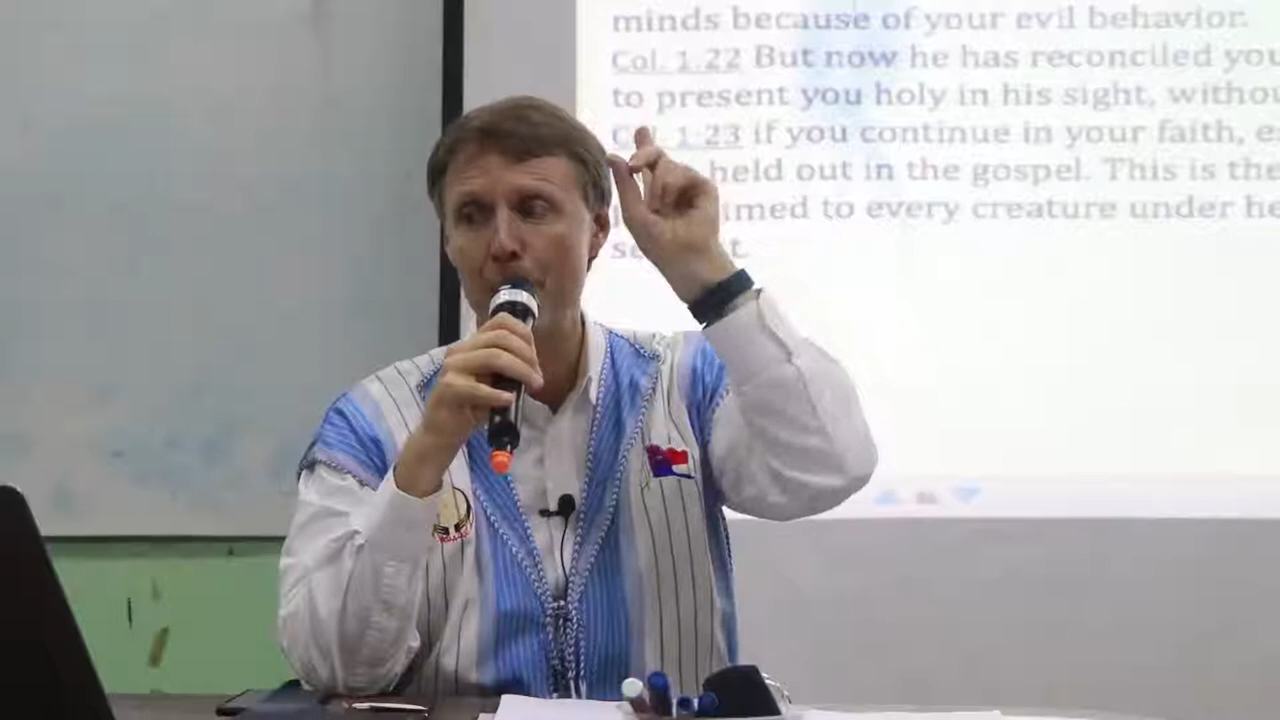 minds because of your evil behavior.
Col. 1.22 But now he has reconciled you
to present you holy in his sight, withou
1.23 if you continue in your faith, e
held out in the gospel. This is the
to every creature under he